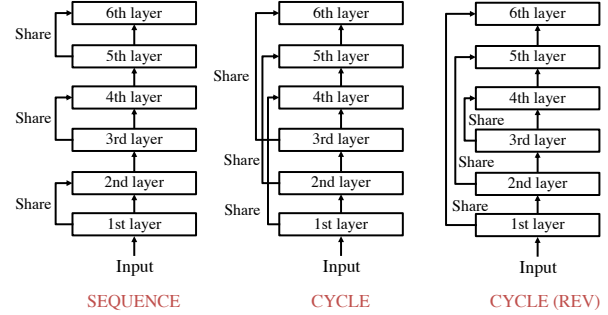 6th layer
Share
5th layer
4th layer
Share
3rd layer
2nd layer
Share
1st layer
Input
SEQUENCE
6th layer
Share
5th layer
4th layer
3rd layer
Share
2nd layer
Share
1st layer
Input
CYCLE
6th layer
5th layer
4th layer
Share
3rd layer
Share
2nd layer
Share
1st layer
Input
CYCLE (REV)